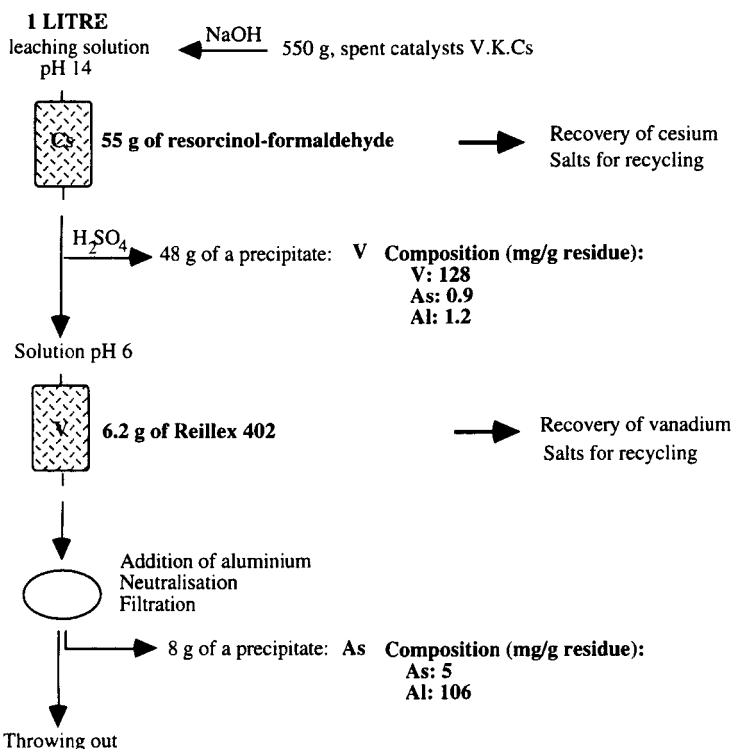 1 LITRE
leaching solution
pH 14
NaOH
550 g, spent catalysts V.K.Cs
Cs
55 g of resorcinol-formaldehyde
Recovery of cesium
Salts for recycling
H2SO4
48 g of a precipitate: V
Composition (mg/g residue):
V: 128
As: 0.9
Al: 1.2
Solution pH 6
V
6.2 g of Reillex 402
Recovery of vanadium
Salts for recycling
Addition of aluminium
Neutralisation
Filtration
8 g of a precipitate: As
Composition (mg/g residue):
As: 5
Al: 106
Throwing out